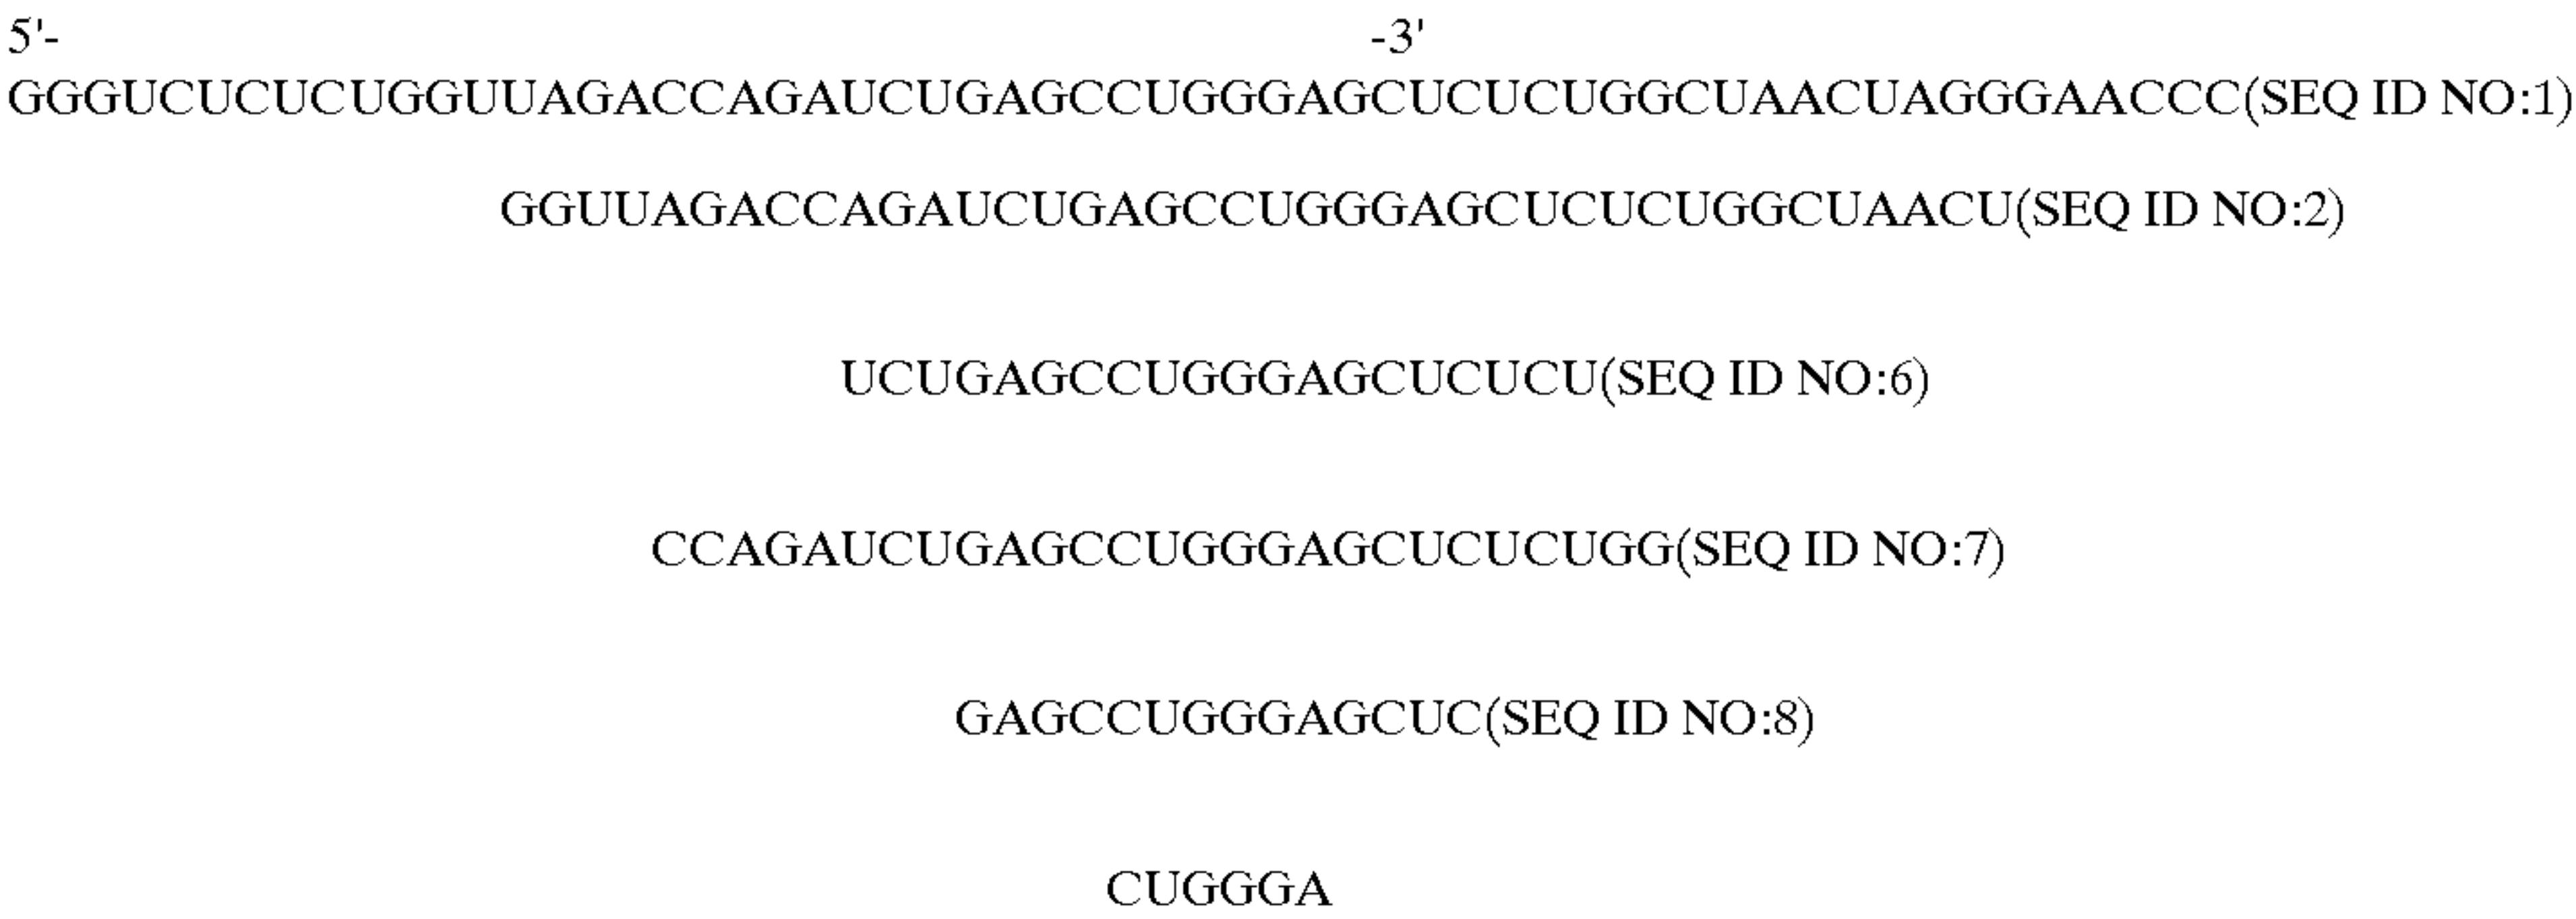 5'- -3'
GGGUCUCUCUGGUUAGACCAGAUCUGAGCCUGGGAGCUCUCUGGCUAACUAGGGAACCC(SEQ ID NO:1)
GGUUAGACCAGAUCUGAGCCUGGGAGCUCUCUGGCUAACU(SEQ ID NO:2)
UCUGAGCCUGGGAGCUCUCU(SEQ ID NO:6)
CCAGAUCUGAGCCUGGGAGCUCUCUGG(SEQ ID NO:7)
GAGCCUGGGAGCUC(SEQ ID NO:8)
CUGGGA